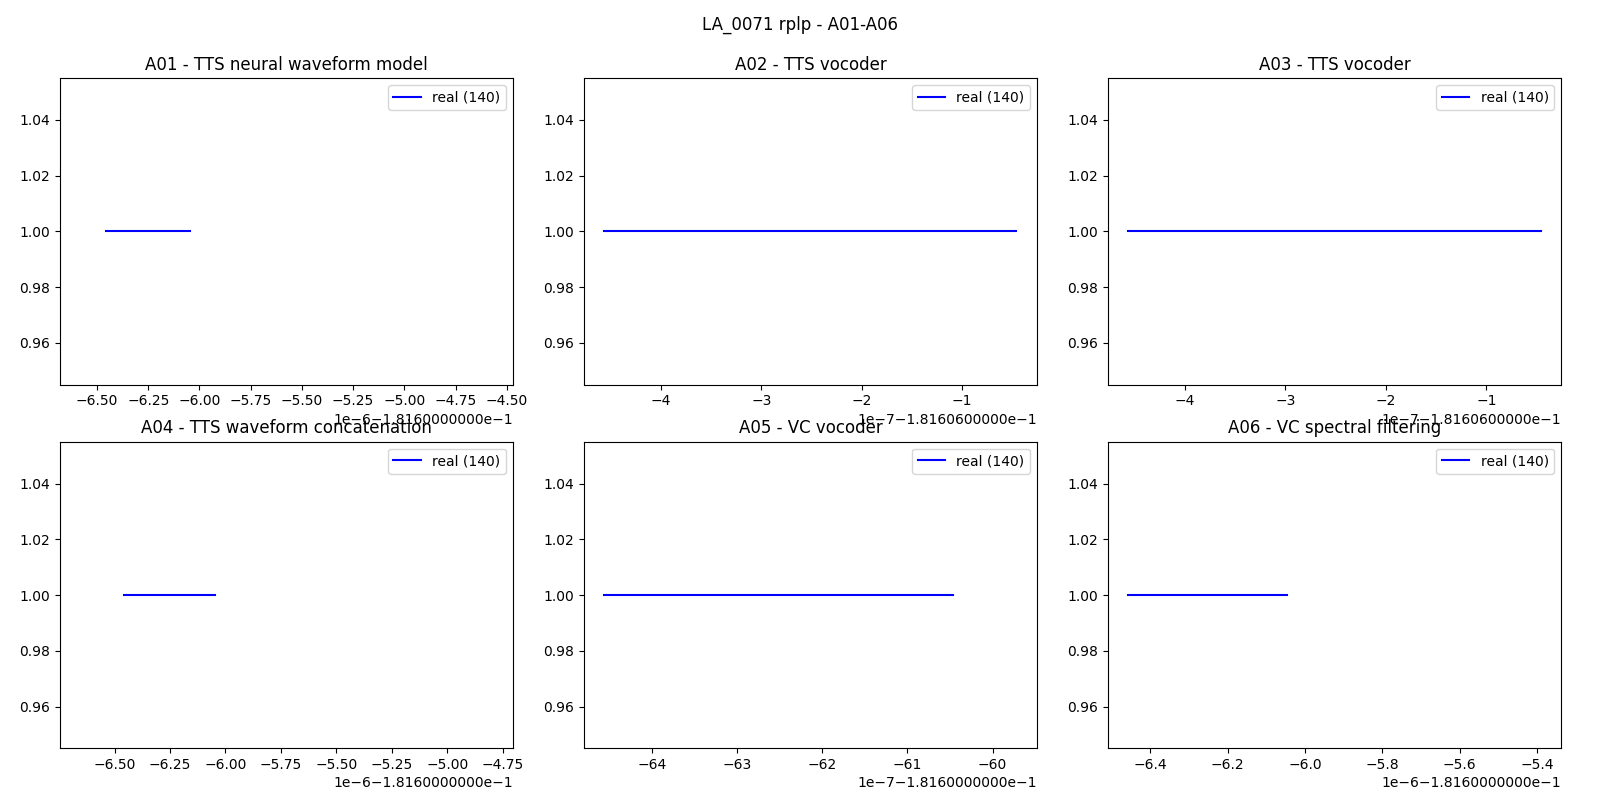 LA_0071 rplp - A01-A06
A01 - TTS neural waveform model
real (140)
1.04
1.02
1.00
0.98
0.96
−6.50 −6.25 −6.00 −5.75 −5.50 −5.25 −5.00 −4.75 −4.50
1e−6−1.8160000000e−1
A02 - TTS vocoder
real (140)
1.04
1.02
1.00
0.98
0.96
−4 −3 −2 −1
1e−7−1.8160600000e−1
A03 - TTS vocoder
real (140)
1.04
1.02
1.00
0.98
0.96
−4 −3 −2 −1
1e−7−1.8160600000e−1
A04 - TTS waveform concatenation
real (140)
1.04
1.02
1.00
0.98
0.96
−6.50 −6.25 −6.00 −5.75 −5.50 −5.25 −5.00 −4.75
1e−6−1.8160000000e−1
A05 - VC vocoder
real (140)
1.04
1.02
1.00
0.98
0.96
−64 −63 −62 −61 −60
1e−7−1.8160000000e−1
A06 - VC spectral filtering
real (140)
1.04
1.02
1.00
0.98
0.96
−6.4 −6.2 −6.0 −5.8 −5.6 −5.4
1e−6−1.8160000000e−1